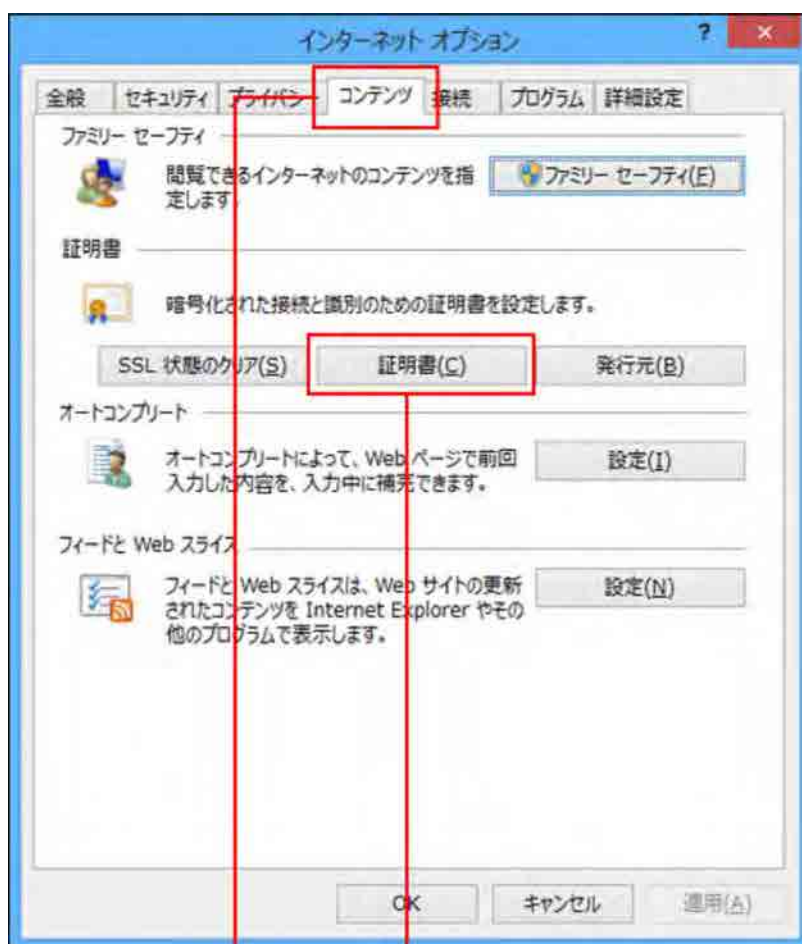 インターネット オプション
?
×
全般 セキュリティ プライバシー コンテンツ 接続 プログラム 詳細設定
ファミリー セーフティ
閲覧できるインターネットのコンテンツを指
定します。
ファミリー セーフティ(F)
証明書
暗号化された接続と識別のための証明書を設定します。
SSL 状態のクリア(S) 証明書(C) 発行元(B)
オートコンプリート
オートコンプリートによって、Web ページで前回
入力した内容を、入力中に補充できます。
設定(I)
フィードと Web スライス
フィードと Web スライスは、Web サイトの更新
されたコンテンツを Internet Explorer やその
他のプログラムで表示します。
設定(N)
OK キャンセル 適用(A)